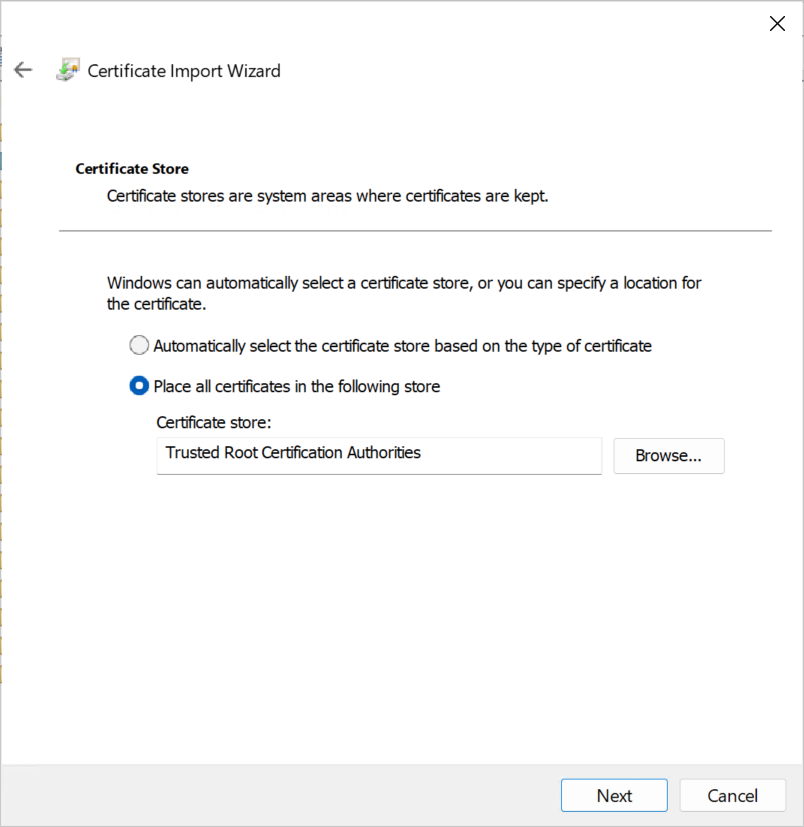 Certificate Import Wizard
Certificate Store
Certificate stores are system areas where certificates are kept.
Windows can automatically select a certificate store, or you can specify a location for
the certificate.
Automatically select the certificate store based on the type of certificate
Place all certificates in the following store
Certificate store:
Trusted Root Certification Authorities
Browse...
Next
Cancel